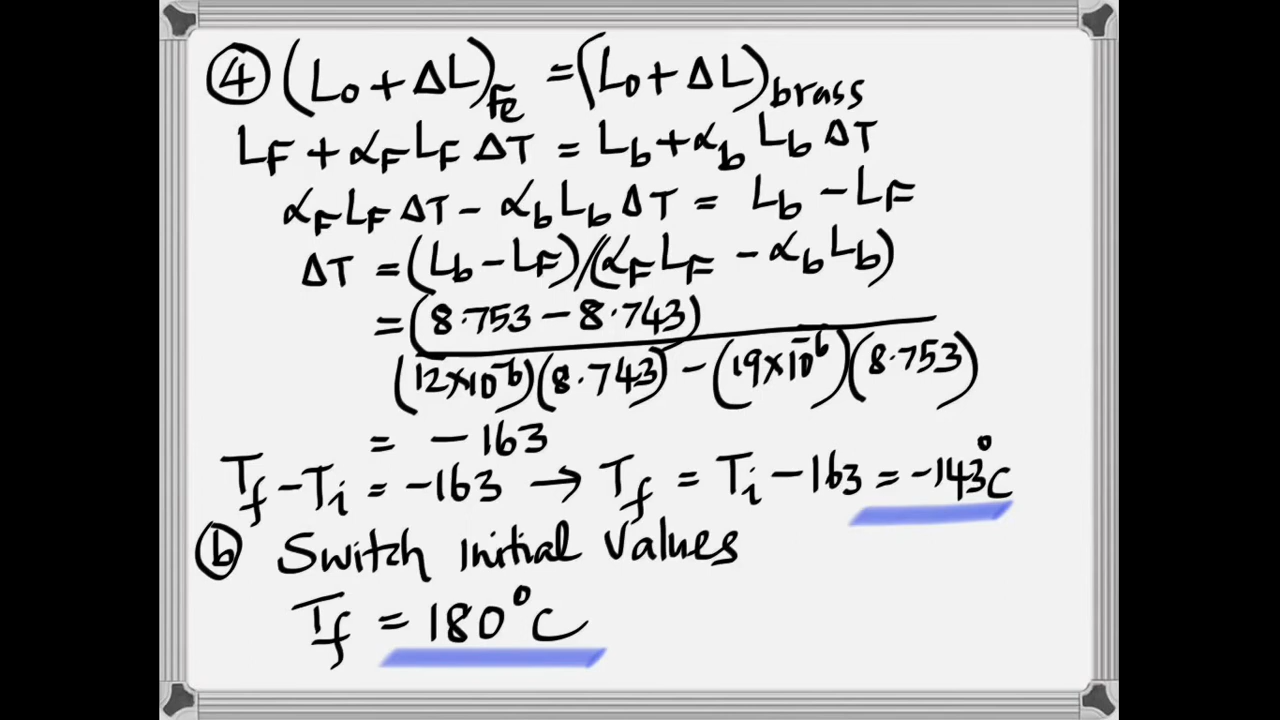 ④ (L₀ + ΔL)Fe = (L₀ + ΔL)brass
LF + αF LF ΔT = Lb + αb Lb ΔT
αF LF ΔT − αb Lb ΔT = Lb − LF
ΔT = (Lb − LF)/(αF LF − αb Lb)
= (8.753 − 8.743)
(12×10⁻⁶)(8.743) − (19×10⁻⁶)(8.753)
= −163
Tf − Ti = −163 → Tf = Ti − 163 = −143°C
ⓑ Switch initial values
Tf = 180°C